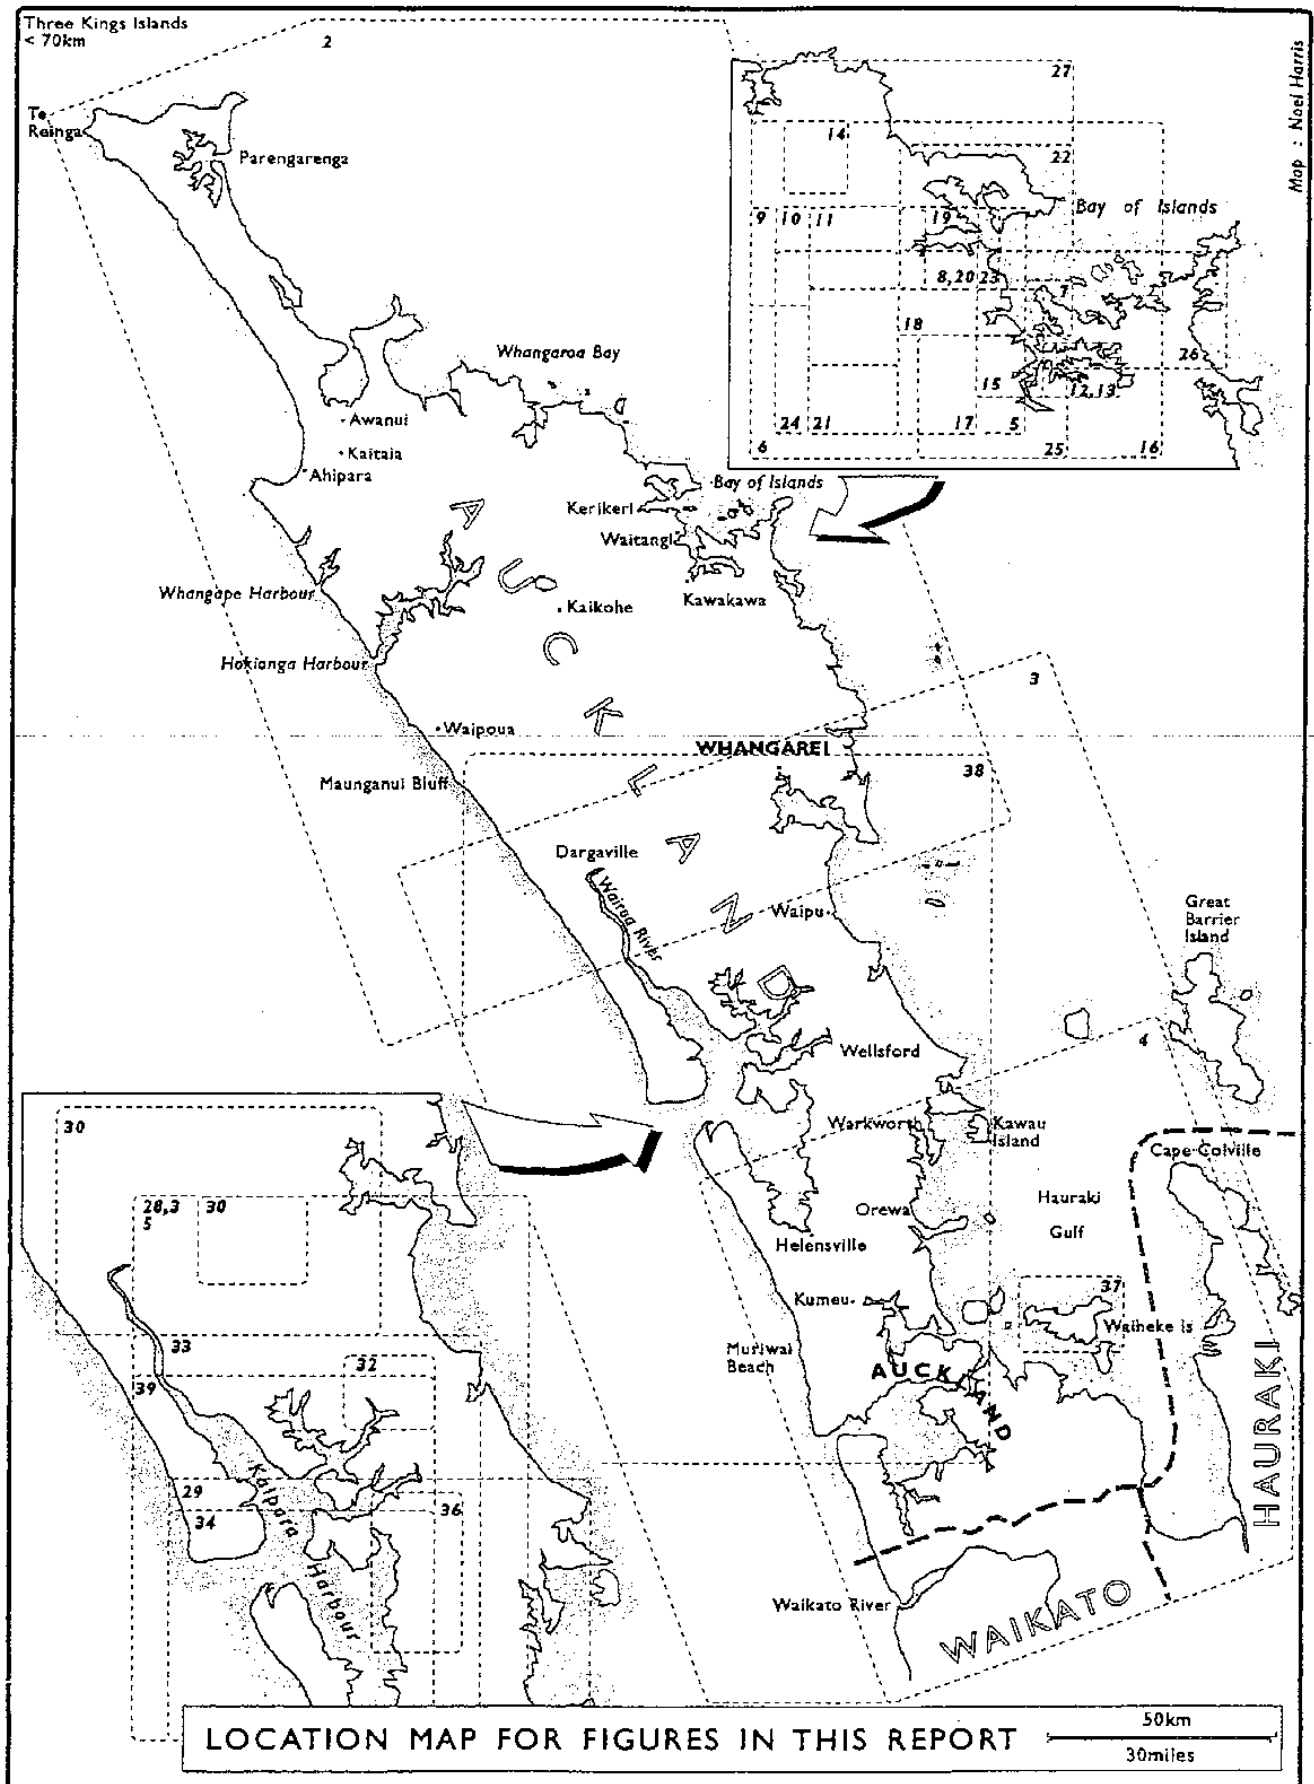 Three Kings Islands
< 70km
2
To
Reinga
Parengarenga
Map : Noel Harris
27
14
22
Bay of Islands
9
10
11
19
8,20
23
7
18
26
15
12,13
24
21
17
5
6
25
16
Whangaroa Bay
Awanui
Kaitaia
Ahipara
Bay of Islands
Kerikeri
Waitangi
Kawakawa
Whangape Harbour
Kaikohe
Hokianga Harbour
AUCKLAND
3
Waipoua
WHANGAREI
38
Maunganui Bluff
Dargaville
Wairoa River
Waipu
Great
Barrier
Island
4
Wellsford
Warkworth
Kawau
Island
Cape Colville
Hauraki
Gulf
Orewa
Helensville
Kumeu
37
Waiheke Is
Muriwai
Beach
AUCKLAND
HAURAKI
Waikato River
WAIKATO
30
28,3
5
30
33
32
39
29
34
36
Kaipara
Harbour
LOCATION MAP FOR FIGURES IN THIS REPORT
50km
30miles